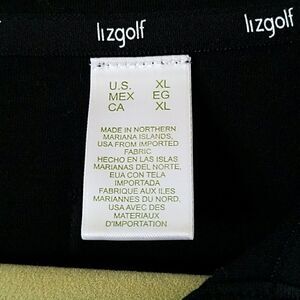 lizgolf lizgolf
U.S. XL
MEX EG
CA XL
MADE IN NORTHERN
MARIANA ISLANDS,
USA FROM IMPORTED
FABRIC
HECHO EN LAS ISLAS
MARIANAS DEL NORTE,
EUA CON TELA
IMPORTADA
FABRIQUE AUX ILES
MARIANNES DU NORD,
USA AVEC DES
MATERIAUX
D'IMPORTATION